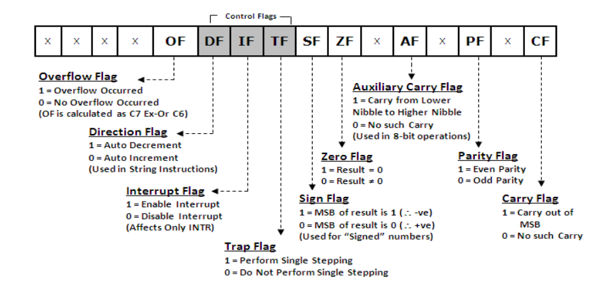 Control Flags
x x x x OF DF IF TF SF ZF x AF x PF x CF
Overflow Flag
1 = Overflow Occurred
0 = No Overflow Occurred
(OF is calculated as C7 Ex-Or C6)
Direction Flag
1 = Auto Decrement
0 = Auto Increment
(Used in String Instructions)
Interrupt Flag
1 = Enable Interrupt
0 = Disable Interrupt
(Affects Only INTR)
Trap Flag
1 = Perform Single Stepping
0 = Do Not Perform Single Stepping
Sign Flag
1 = MSB of result is 1 (∴ -ve)
0 = MSB of result is 0 (∴ +ve)
(Used for “Signed” numbers)
Zero Flag
1 = Result = 0
0 = Result ≠ 0
Auxiliary Carry Flag
1 = Carry from Lower
Nibble to Higher Nibble
0 = No such Carry
(Used in 8-bit operations)
Parity Flag
1 = Even Parity
0 = Odd Parity
Carry Flag
1 = Carry out of
MSB
0 = No such Carry